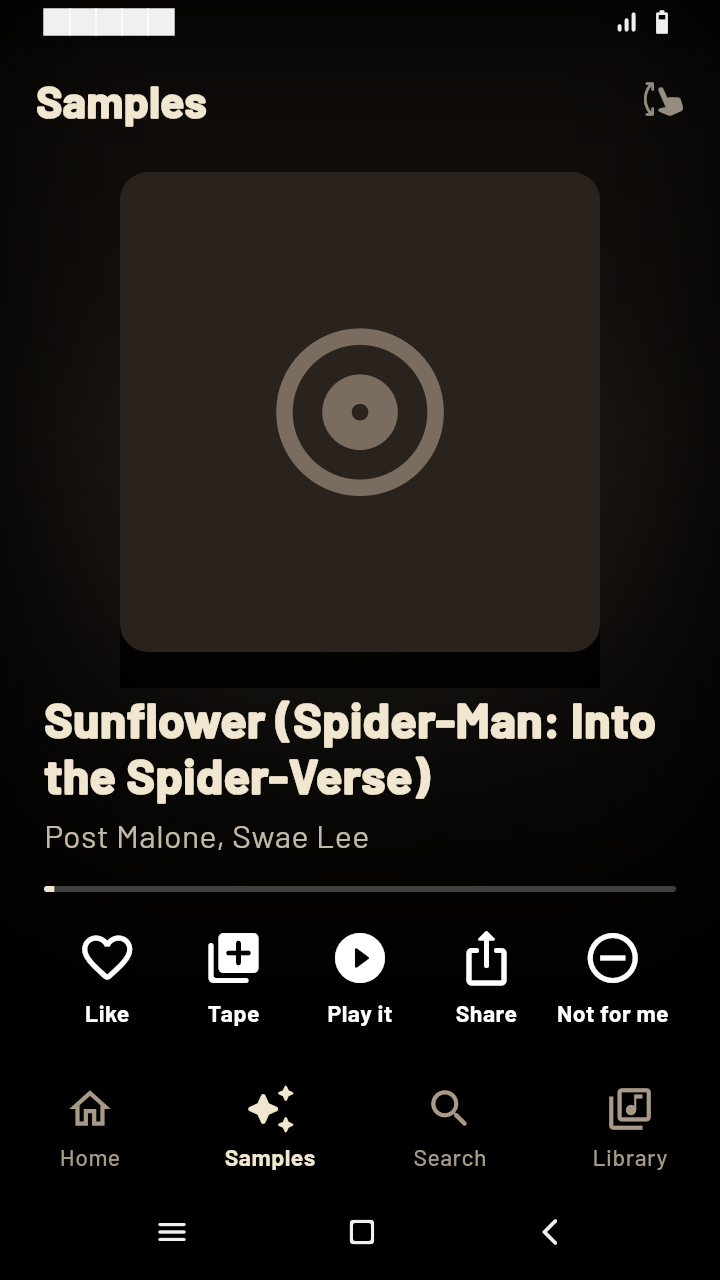 Samples
Sunflower (Spider-Man: Into
the Spider-Verse)
Post Malone, Swae Lee
Like
Tape
Play it
Share
Not for me
Home
Samples
Search
Library